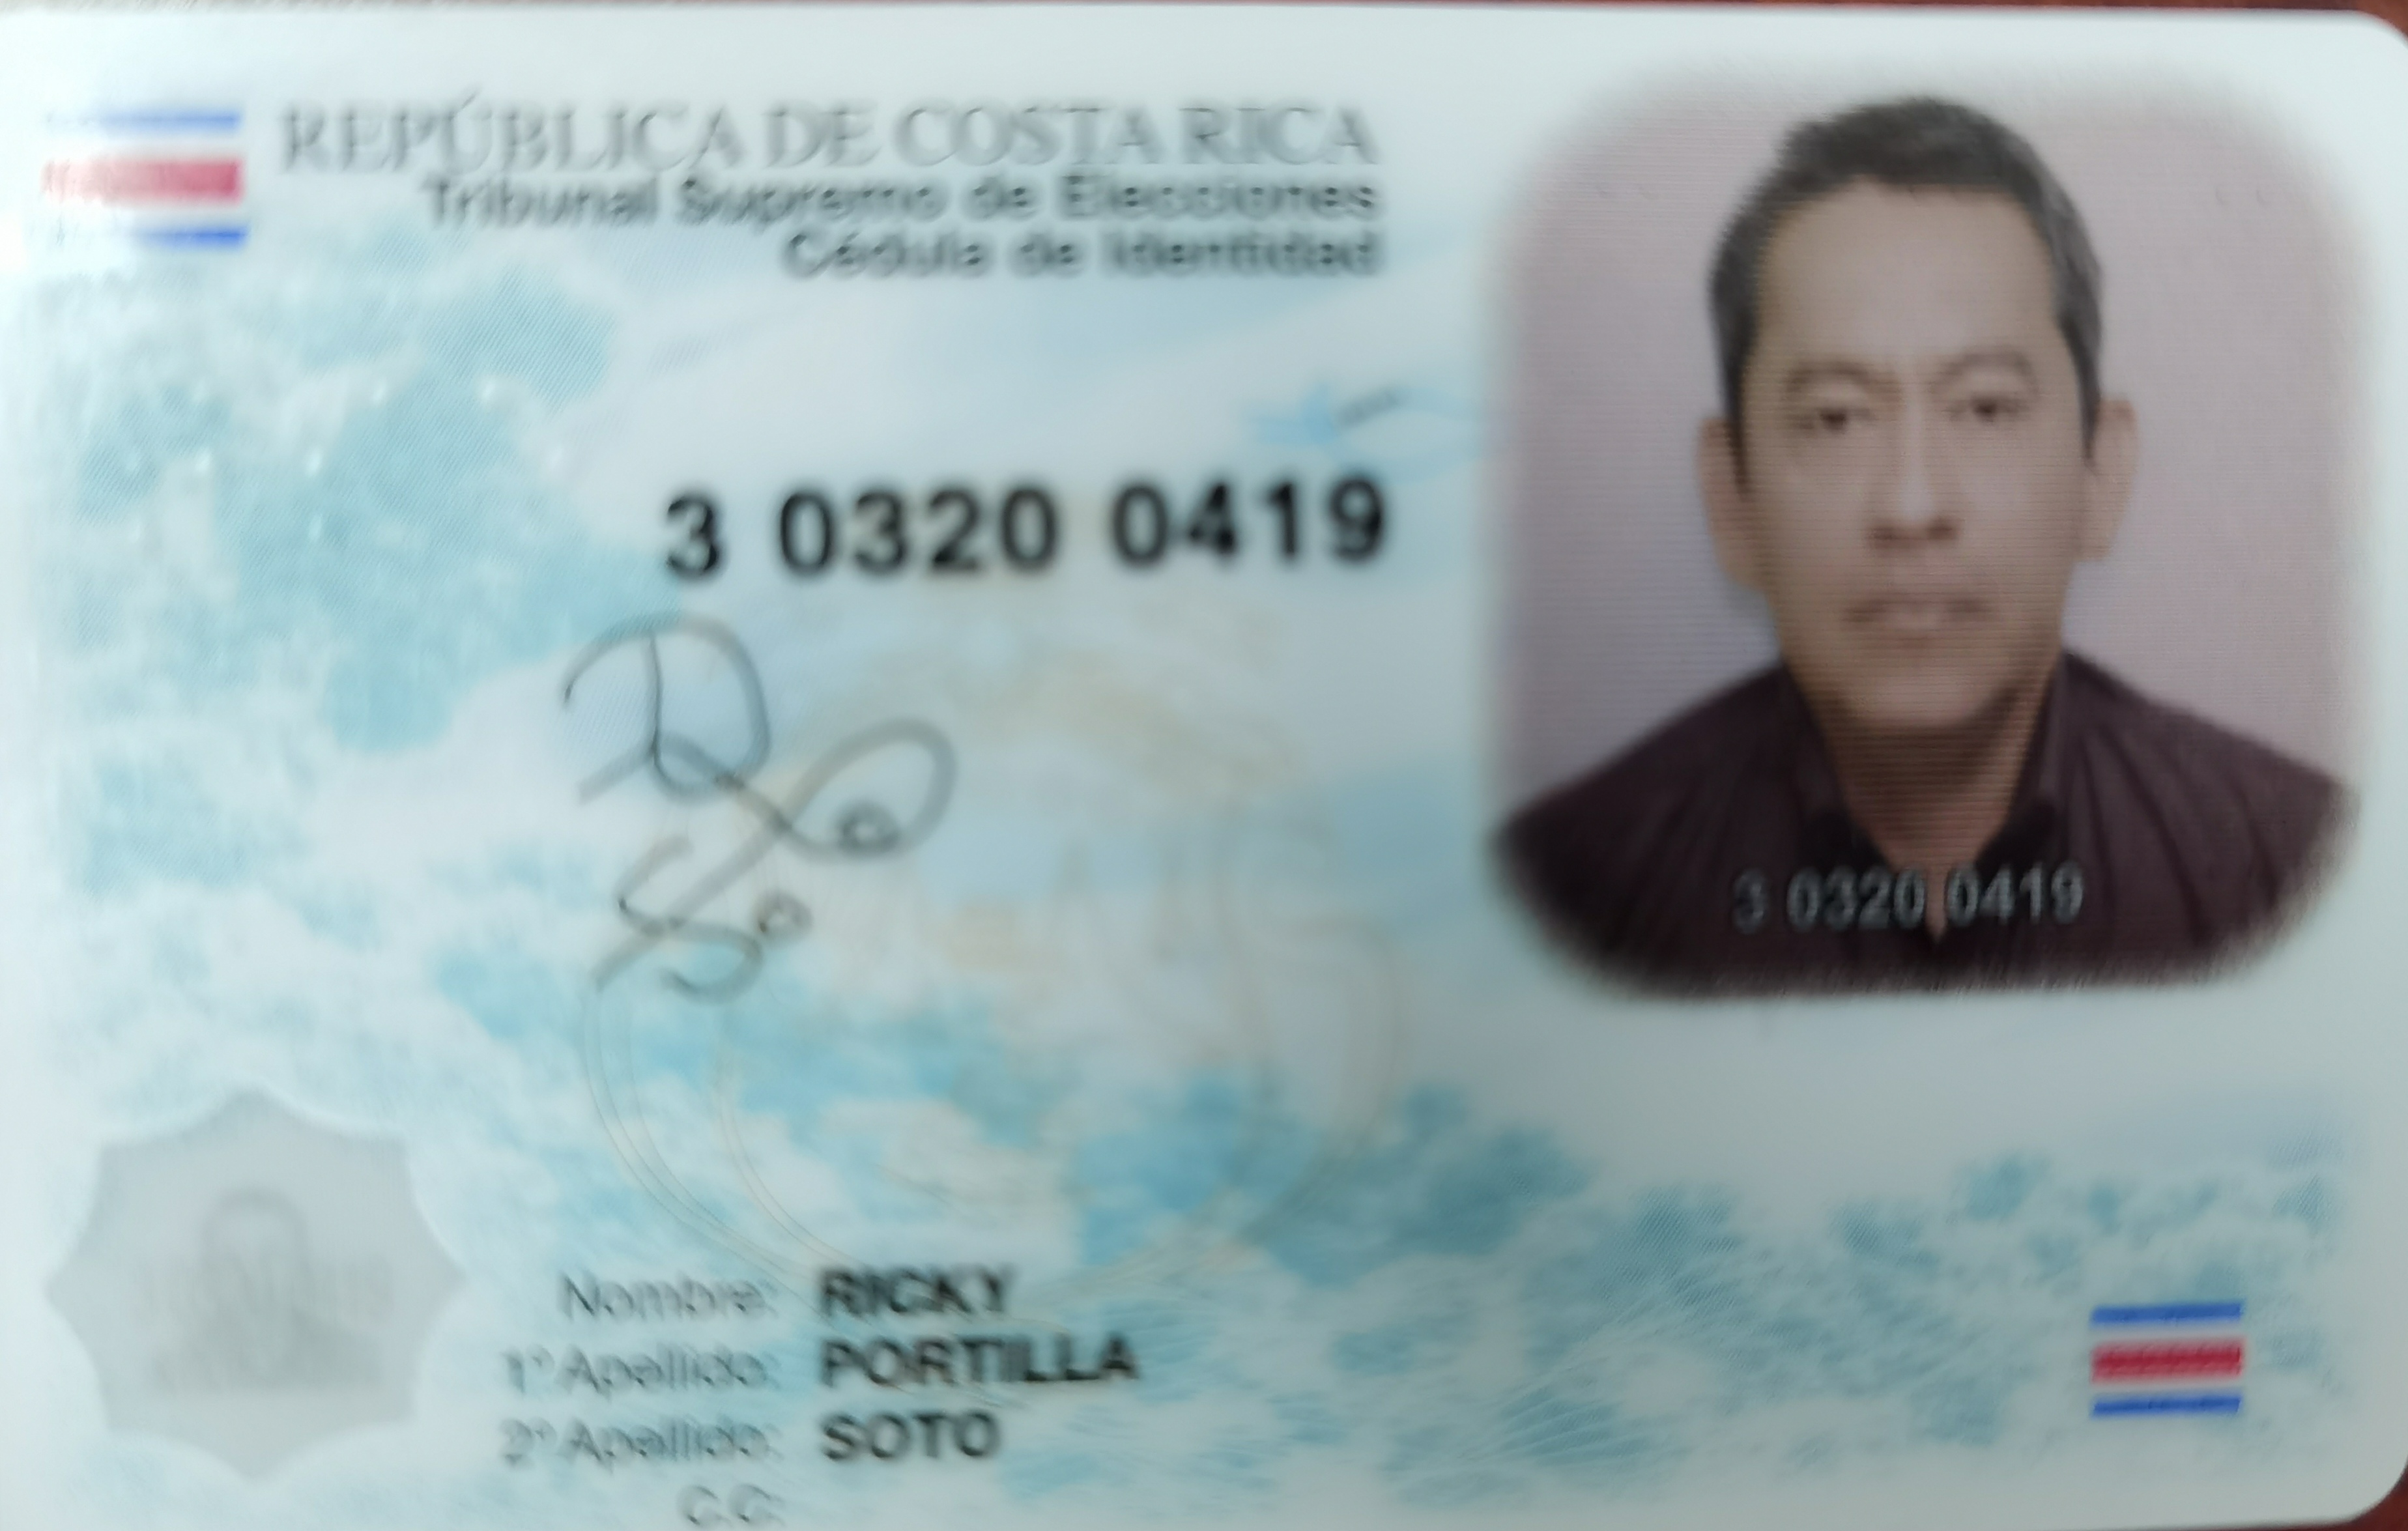 REPÚBLICA DE COSTA RICA
Tribunal Supremo de Elecciones
Cédula de Identidad
3 0320 0419
3 0320 0419
Nombre: RICKY
1° Apellido: PORTILLA
2° Apellido: SOTO
C.C: